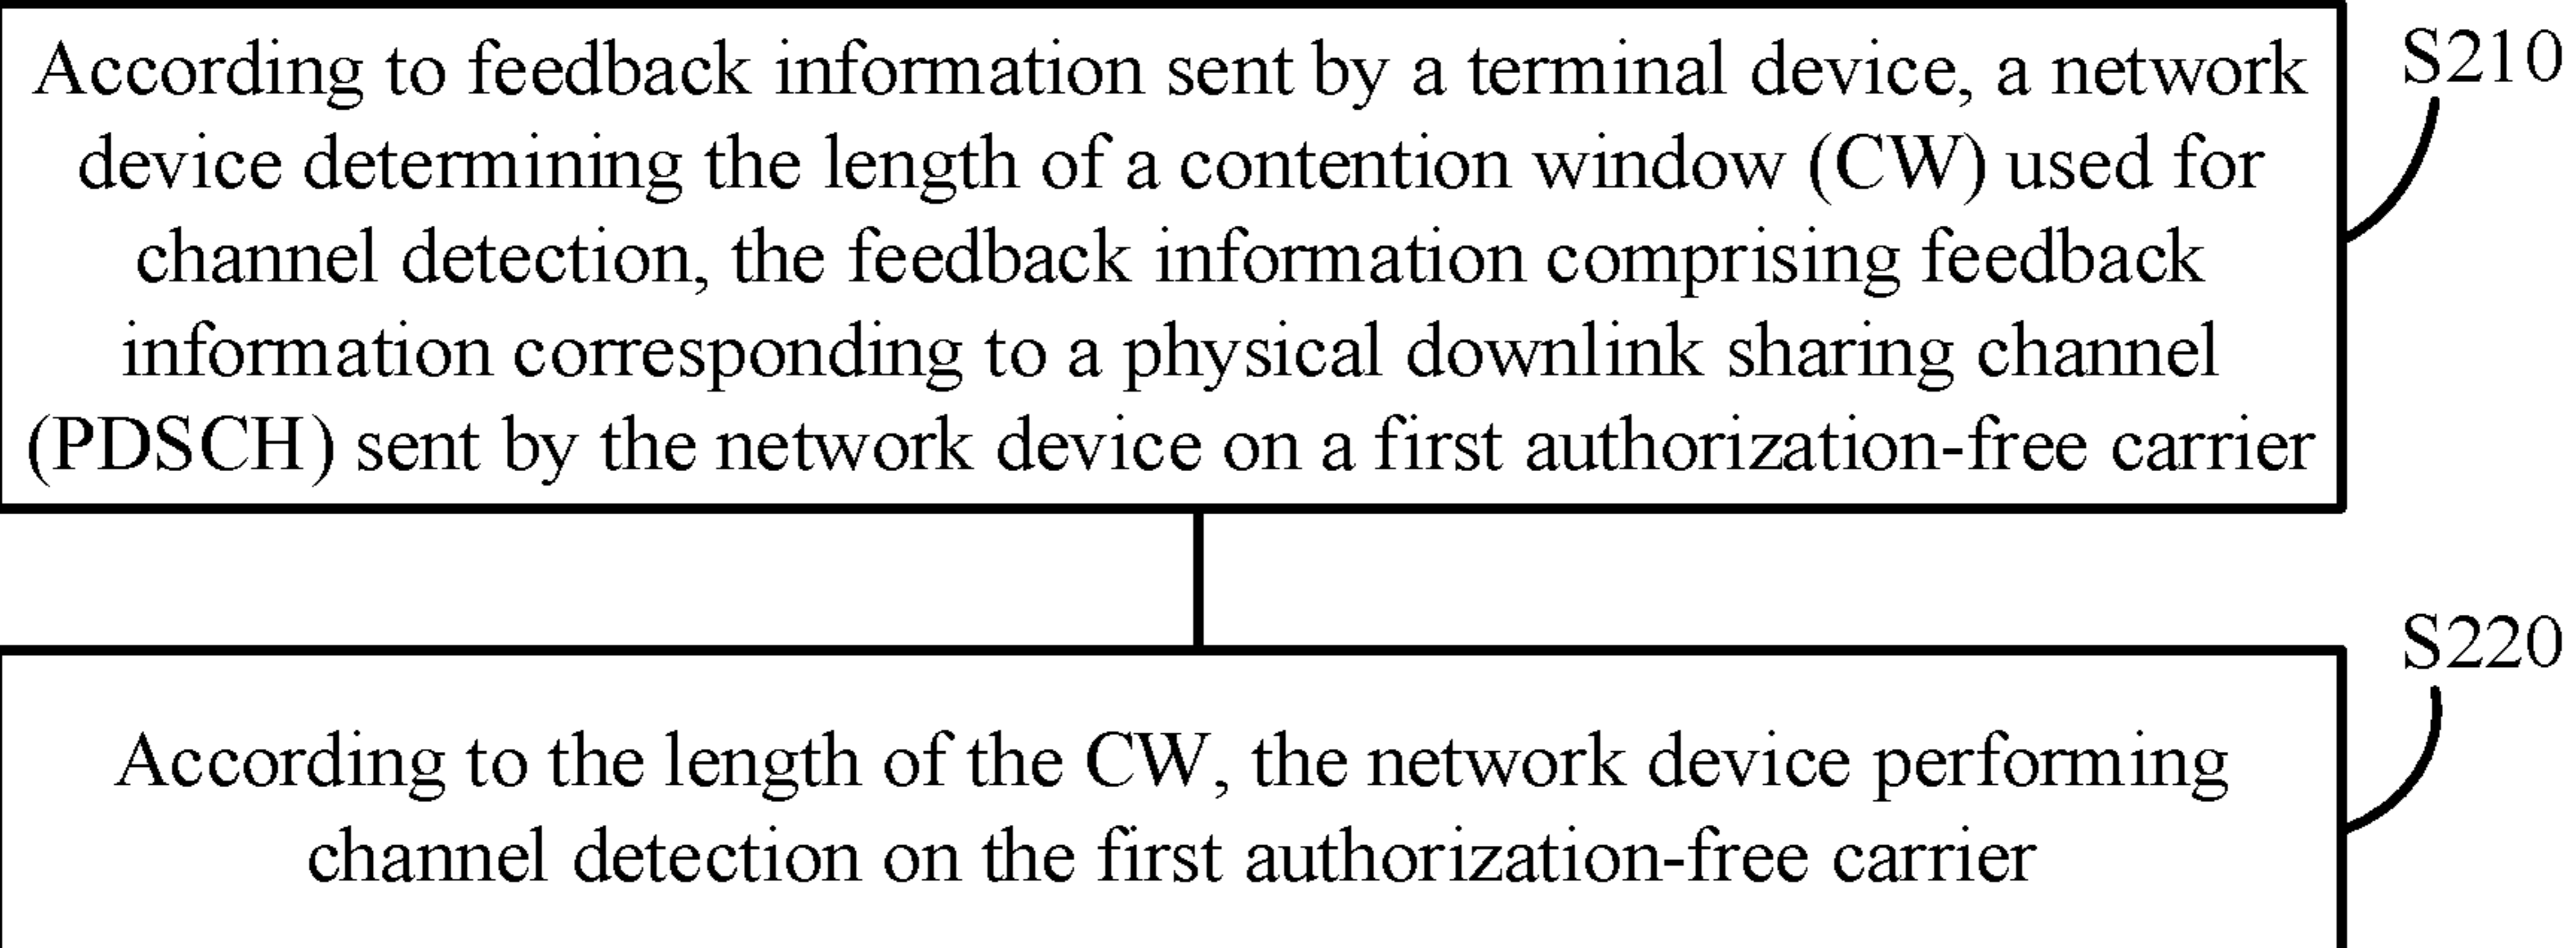 According to feedback information sent by a terminal device, a network
device determining the length of a contention window (CW) used for
channel detection, the feedback information comprising feedback
information corresponding to a physical downlink sharing channel
(PDSCH) sent by the network device on a first authorization-free carrier
S210
According to the length of the CW, the network device performing
channel detection on the first authorization-free carrier
S220